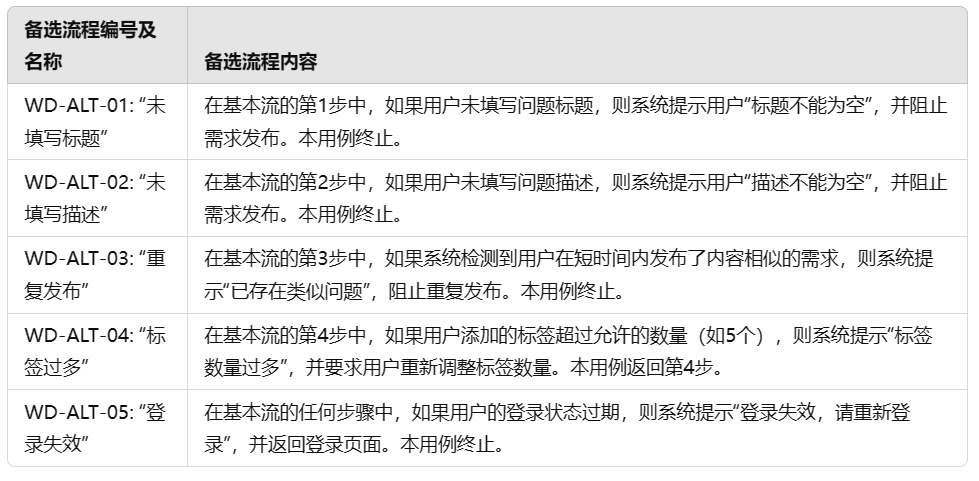 备选流程编号及
名称
备选流程内容
WD-ALT-01: “未
填写标题”
在基本流的第1步中，如果用户未填写问题标题，则系统提示用户“标题不能为空”，并阻止
需求发布。本用例终止。
WD-ALT-02: “未
填写描述”
在基本流的第2步中，如果用户未填写问题描述，则系统提示用户“描述不能为空”，并阻止
需求发布。本用例终止。
WD-ALT-03: “重
复发布”
在基本流的第3步中，如果系统检测到用户在短时间内发布了内容相似的需求，则系统提
示“已存在类似问题”，阻止重复发布。本用例终止。
WD-ALT-04: “标
签过多”
在基本流的第4步中，如果用户添加的标签超过允许的数量（如5个），则系统提示“标签
数量过多”，并要求用户重新调整标签数量。本用例返回第4步。
WD-ALT-05: “登
录失效”
在基本流的任何步骤中，如果用户的登录状态过期，则系统提示“登录失效，请重新登
录”，并返回登录页面。本用例终止。